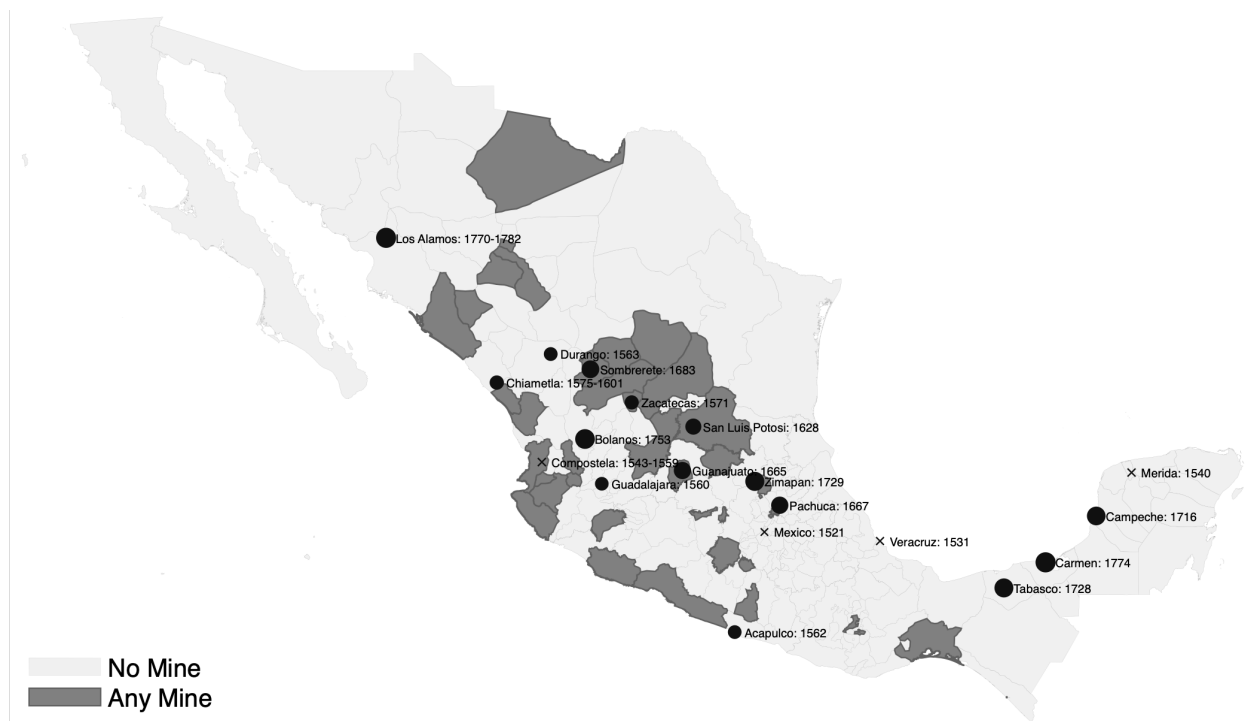 Los Alamos: 1770-1782
Durango: 1563
Sombrerete: 1683
Chiametla: 1575-1601
Zacatecas: 1571
San Luis Potosi: 1628
Bolanos: 1753
Compostela: 1543-1559
Guanajuato: 1665
Merida: 1540
Guadalajara: 1560
Zimapan: 1729
Pachuca: 1667
Campeche: 1716
Mexico: 1521
Veracruz: 1531
Carmen: 1774
Tabasco: 1728
Acapulco: 1562
No Mine
Any Mine